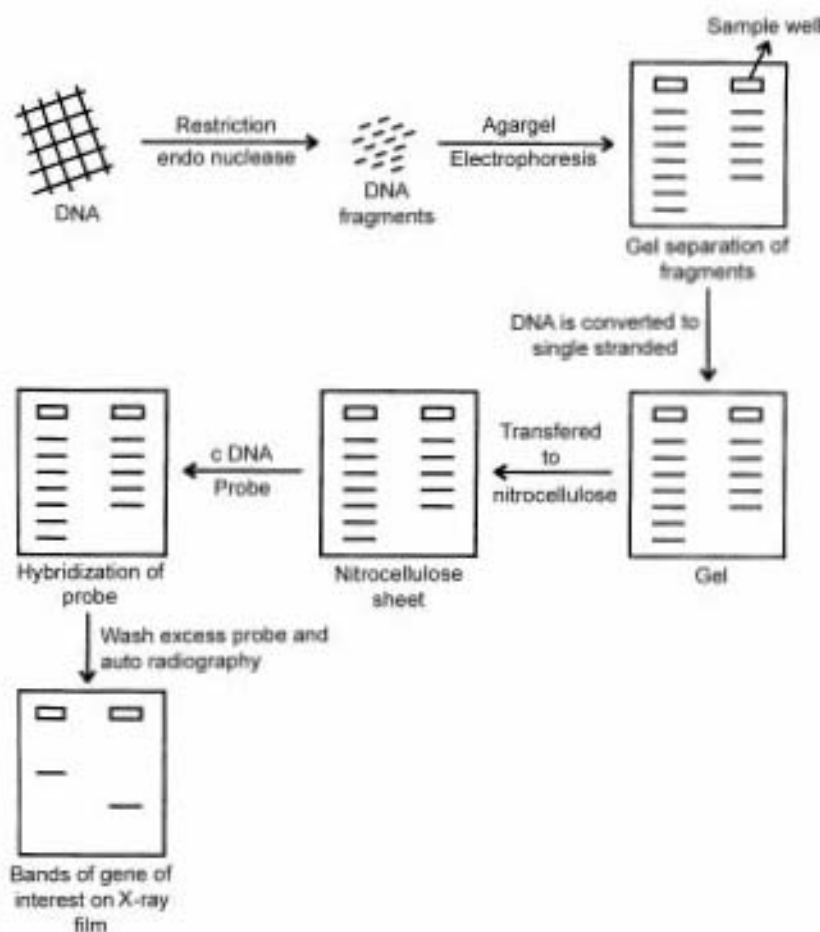 Sample well
Restriction
endo nuclease
Agargel
Electrophoresis
DNA
DNA
fragments
Gel separation of
fragments
DNA is converted to
single stranded
Transfered
to
nitrocellulose
c DNA
Probe
Hybridization of
probe
Nitrocellulose
sheet
Gel
Wash excess probe and
auto radiography
Bands of gene of
interest on X-ray
film